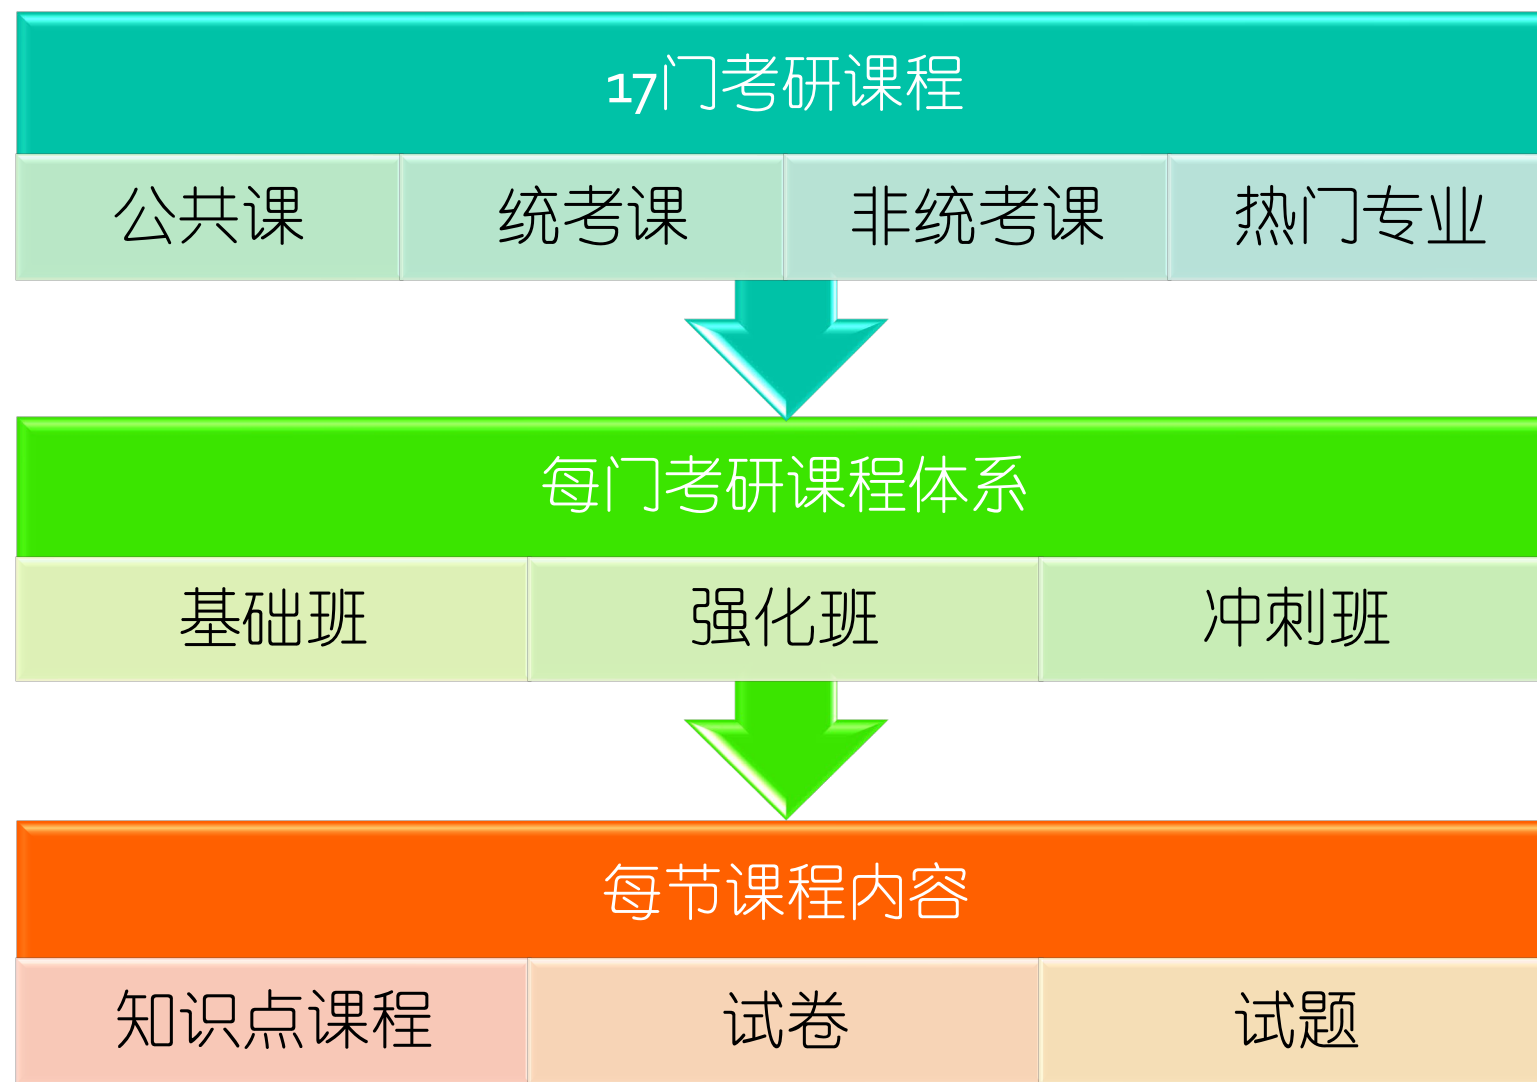 17门考研课程
公共课 统考课 非统考课 热门专业
每门考研课程体系
基础班 强化班 冲刺班
每节课程内容
知识点课程 试卷 试题